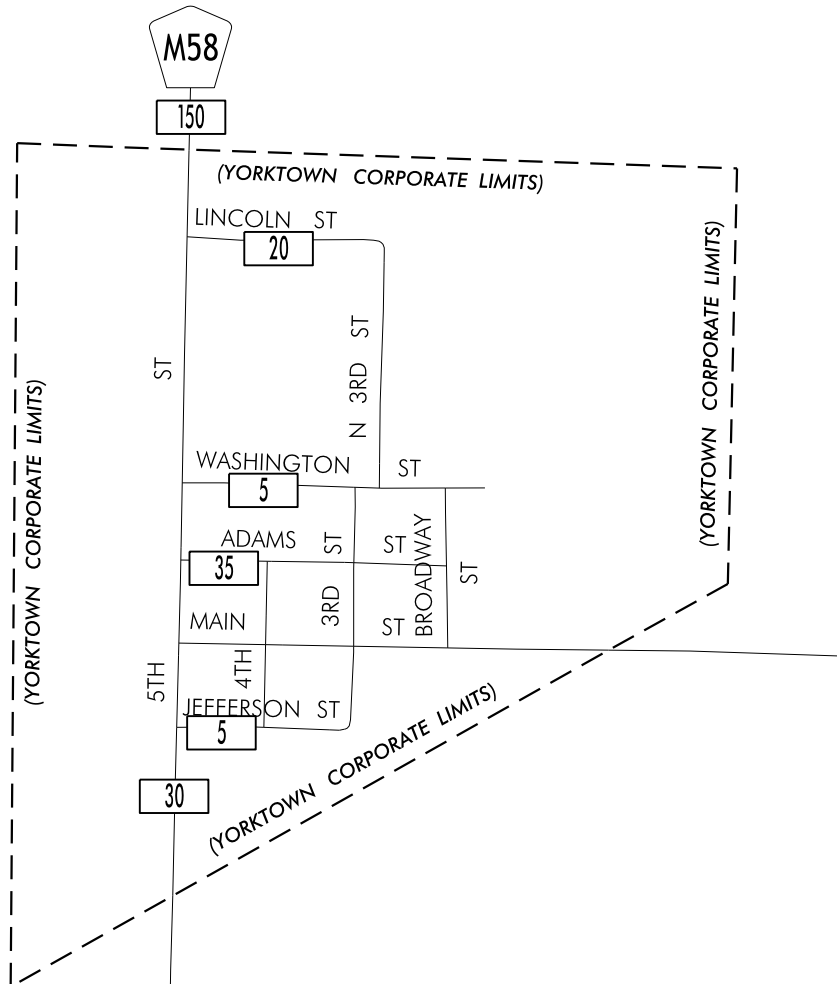 M58
150
(YORKTOWN CORPORATE LIMITS)
LINCOLN ST
20
ST
N 3RD ST
(YORKTOWN CORPORATE LIMITS)
(YORKTOWN CORPORATE LIMITS)
WASHINGTON ST
5
ADAMS ST
35
3RD ST
BROADWAY ST
MAIN ST
5TH
4TH
JEFFERSON ST
5
30
(YORKTOWN CORPORATE LIMITS)